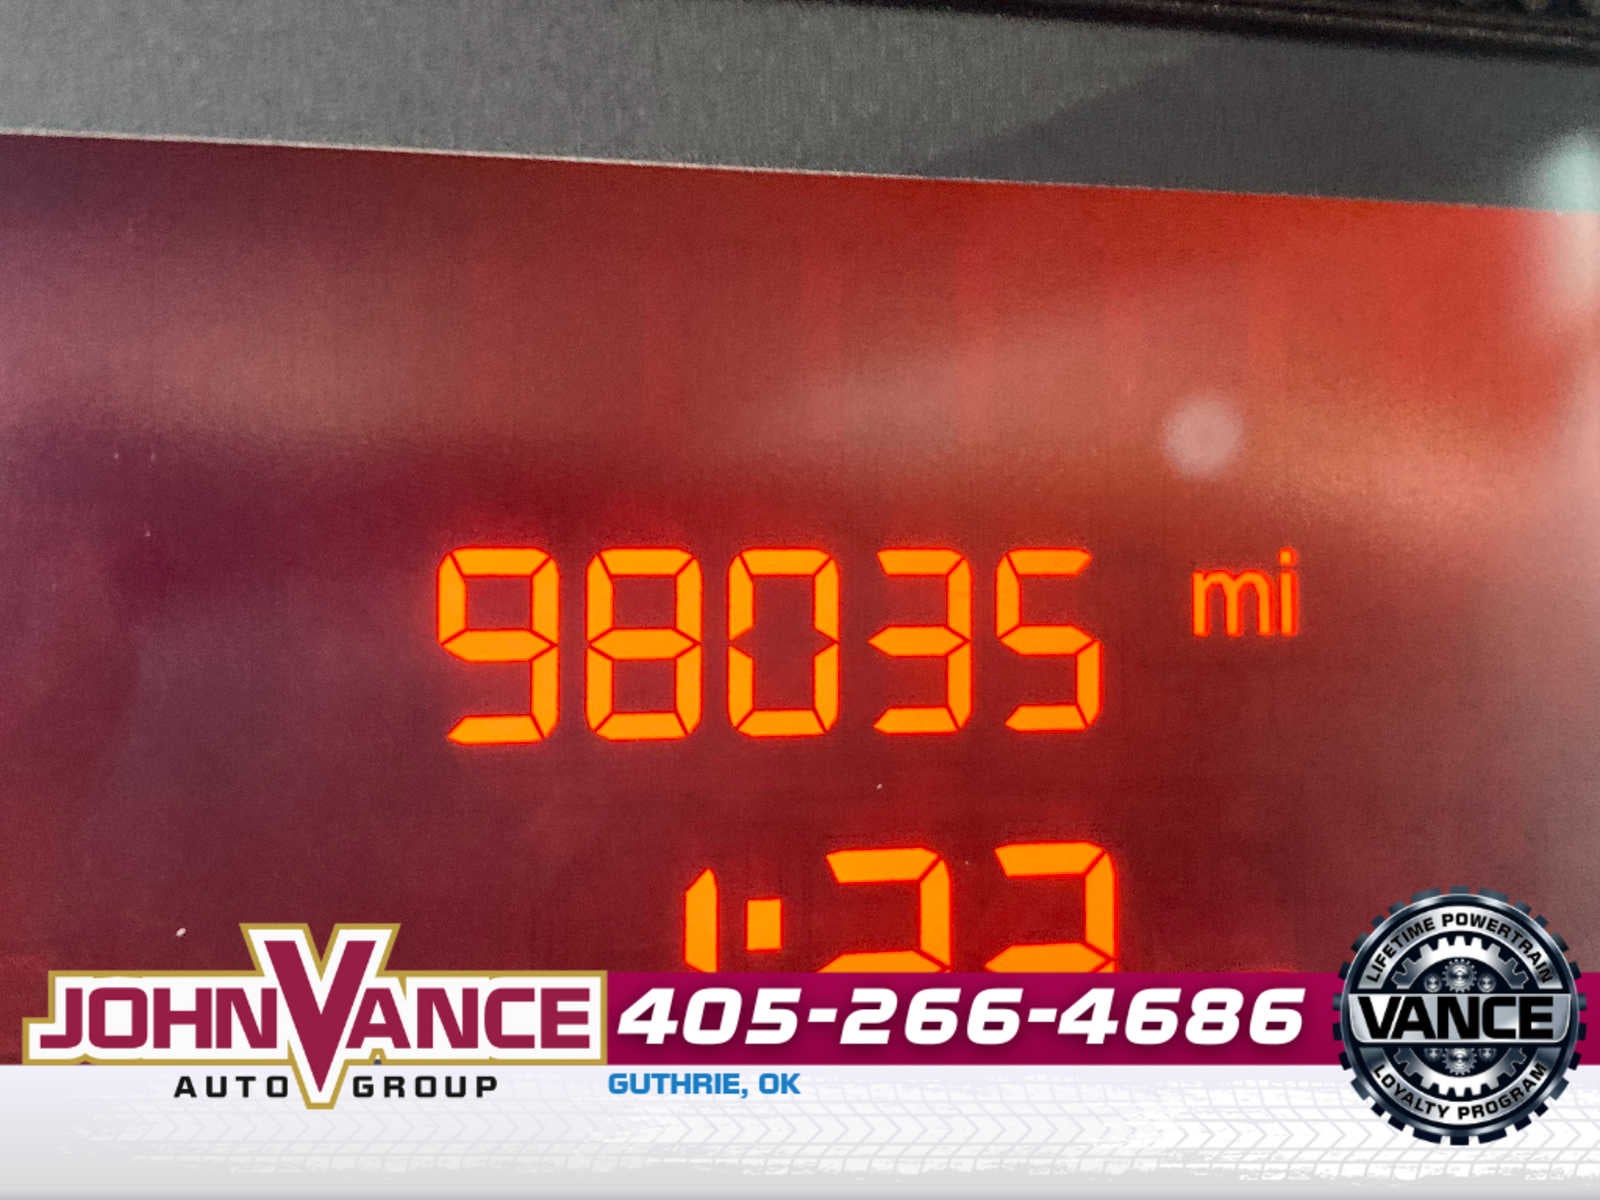 98035 mi
JOHN VANCE
AUTO GROUP
405-266-4686
GUTHRIE, OK
LIFETIME POWERTRAIN
VANCE
LOYALTY PROGRAM